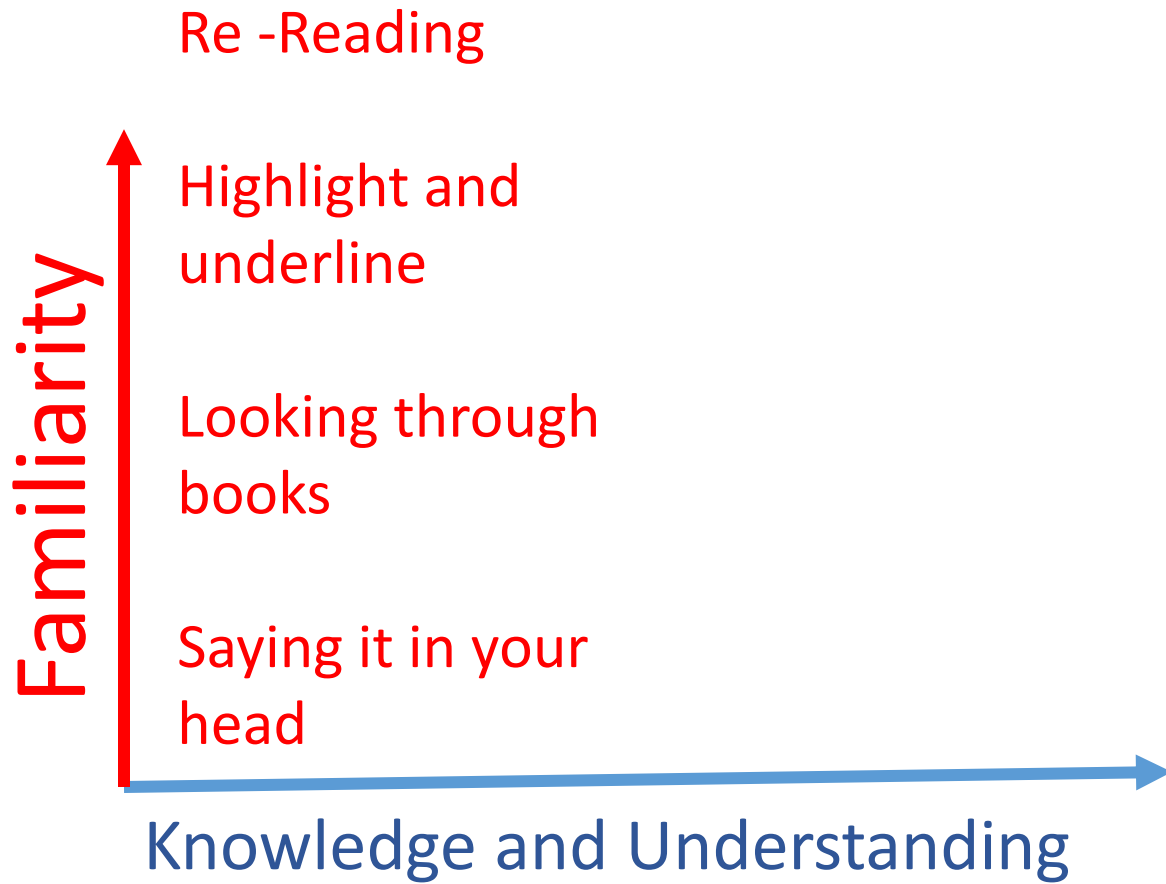 Re -Reading
Highlight and
underline
Looking through
books
Saying it in your
head
Familiarity
Knowledge and Understanding